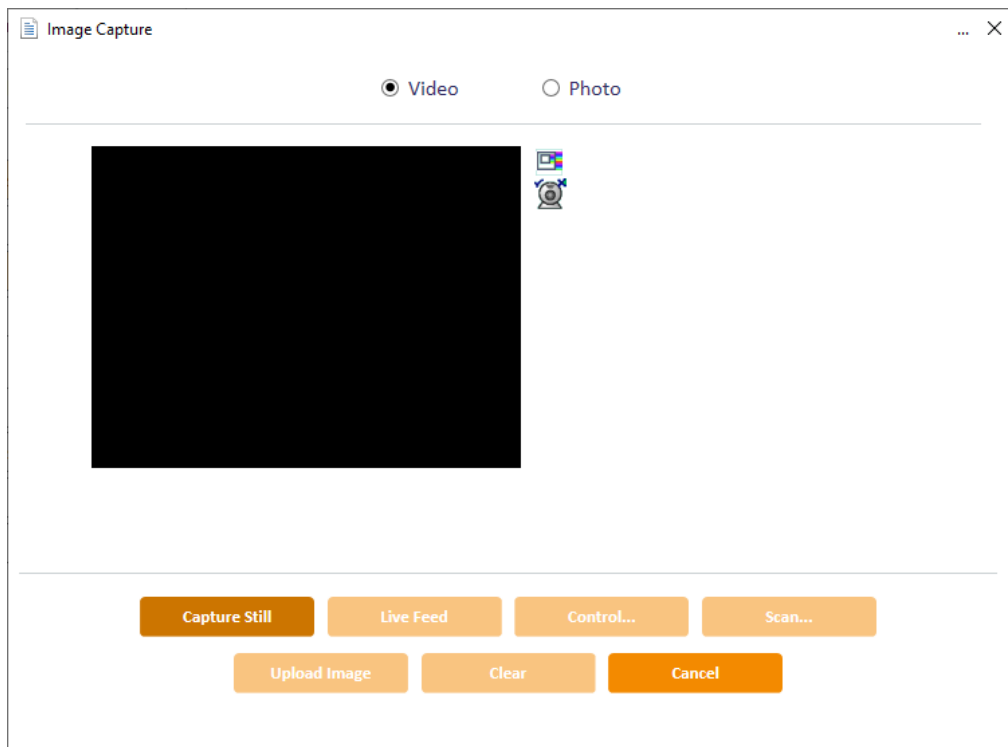 Image Capture ...
Video Photo
Capture Still Live Feed Control... Scan...
Upload Image Clear Cancel